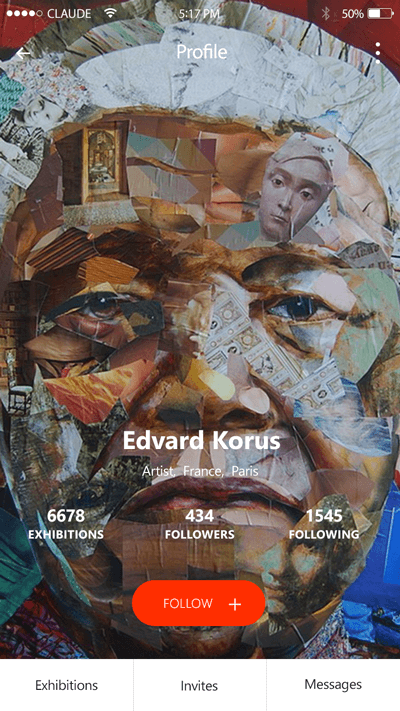 CLAUDE 5:17 PM 50%
Profile
Edvard Korus
Artist, France, Paris
6678 434 1545
EXHIBITIONS FOLLOWERS FOLLOWING
FOLLOW +
Exhibitions Invites Messages